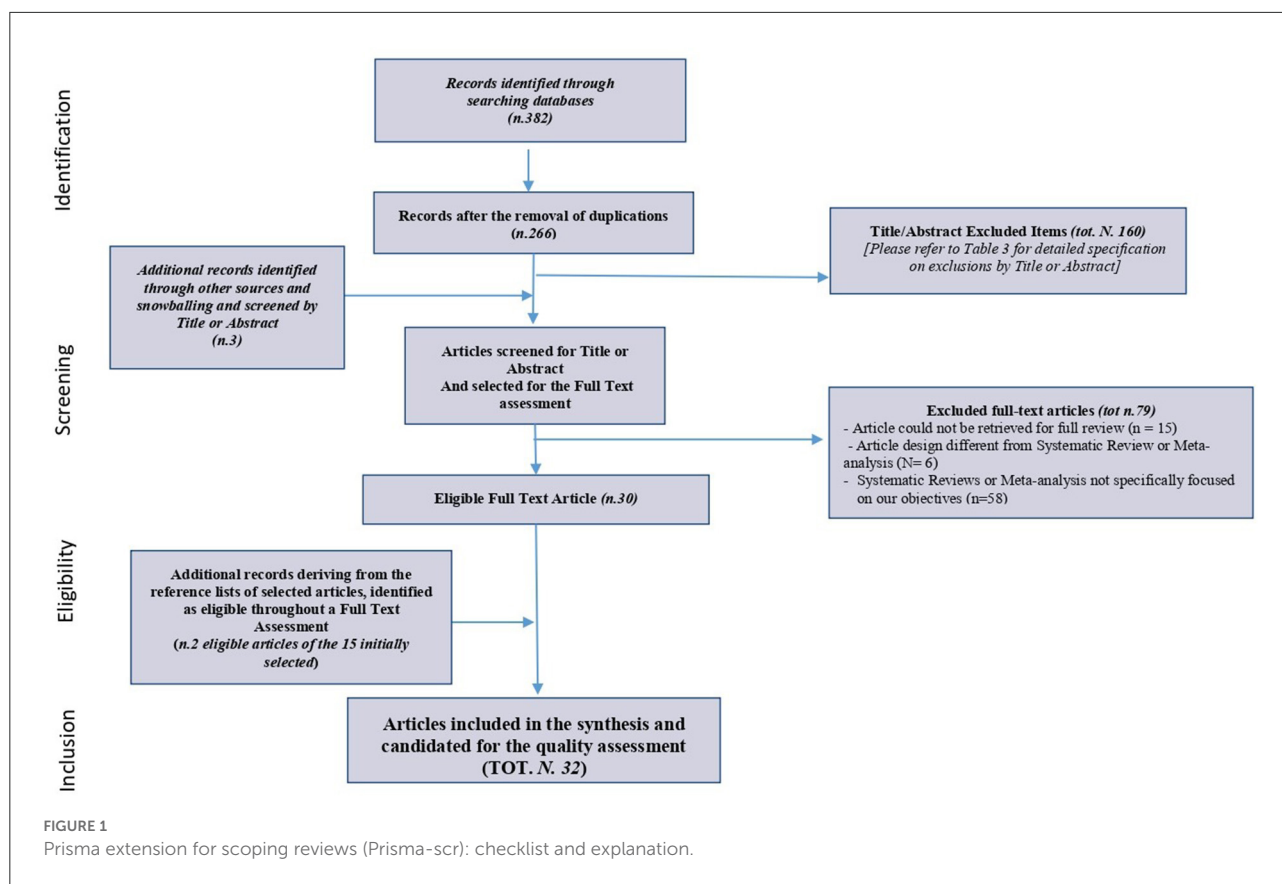 Identification
Records identified through
searching databases
(n.382)
Records after the removal of duplications
(n.266)
Title/Abstract Excluded Items (tot. N. 160)
[Please refer to Table 3 for detailed specification
on exclusions by Title or Abstract]
Additional records identified
through other sources and
snowballing and screened by
Title or Abstract
(n.3)
Screening
Articles screened for Title or
Abstract
And selected for the Full Text
assessment
Excluded full-text articles (tot n.79)
- Article could not be retrieved for full review (n = 15)
- Article design different from Systematic Review or Meta-
analysis (N= 6)
- Systematic Reviews or Meta-analysis not specifically focused
on our objectives (n=58)
Eligible Full Text Article (n.30)
Eligibility
Additional records deriving from the
reference lists of selected articles, identified
as eligible throughout a Full Text
Assessment
(n.2 eligible articles of the 15 initially
selected)
Inclusion
Articles included in the synthesis and
candidated for the quality assessment
(TOT. N. 32)
FIGURE 1
Prisma extension for scoping reviews (Prisma-scr): checklist and explanation.